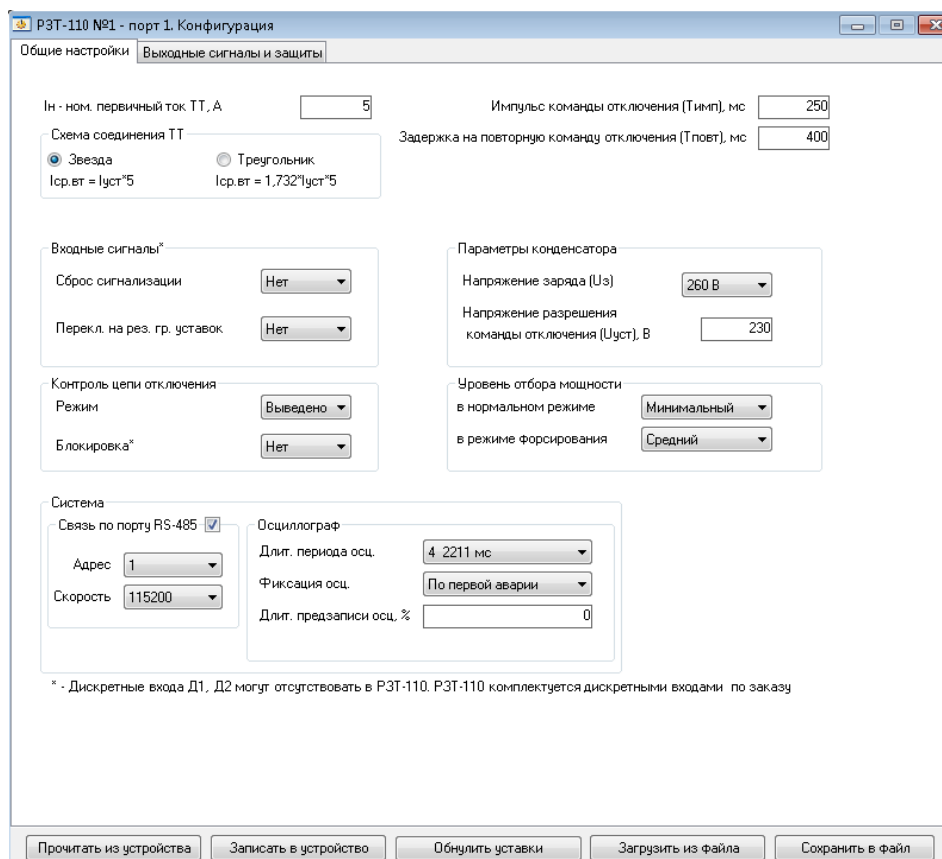 РЗТ-110 №1 - порт 1. Конфигурация
Общие настройки Выходные сигналы и защиты
Iн - ном. первичный ток ТТ, А 5 Импульс команды отключения (Тимп), мс 250
Схема соединения ТТ Задержка на повторную команду отключения (Тповт), мс 400
Звезда Треугольник
Iср.вт = Iуст*5 Iср.вт = 1,732*Iуст*5
Входные сигналы*
Сброс сигнализации Нет
Перекл. на рез. гр. уставок Нет
Параметры конденсатора
Напряжение заряда (Uз) 260 В
Напряжение разрешения
команды отключения (Uуст), В 230
Контроль цепи отключения
Режим Выведено
Блокировка* Нет
Уровень отбора мощности
в нормальном режиме Минимальный
в режиме форсирования Средний
Система
Связь по порту RS-485
Адрес 1
Скорость 115200
Осциллограф
Длит. периода осц. 4 2211 мс
Фиксация осц. По первой аварии
Длит. предзаписи осц, % 0
* - Дискретные входа Д1, Д2 могут отсутствовать в РЗТ-110. РЗТ-110 комплектуется дискретными входами по заказу
Прочитать из устройства Записать в устройство Обнулить уставки Загрузить из файла Сохранить в файл